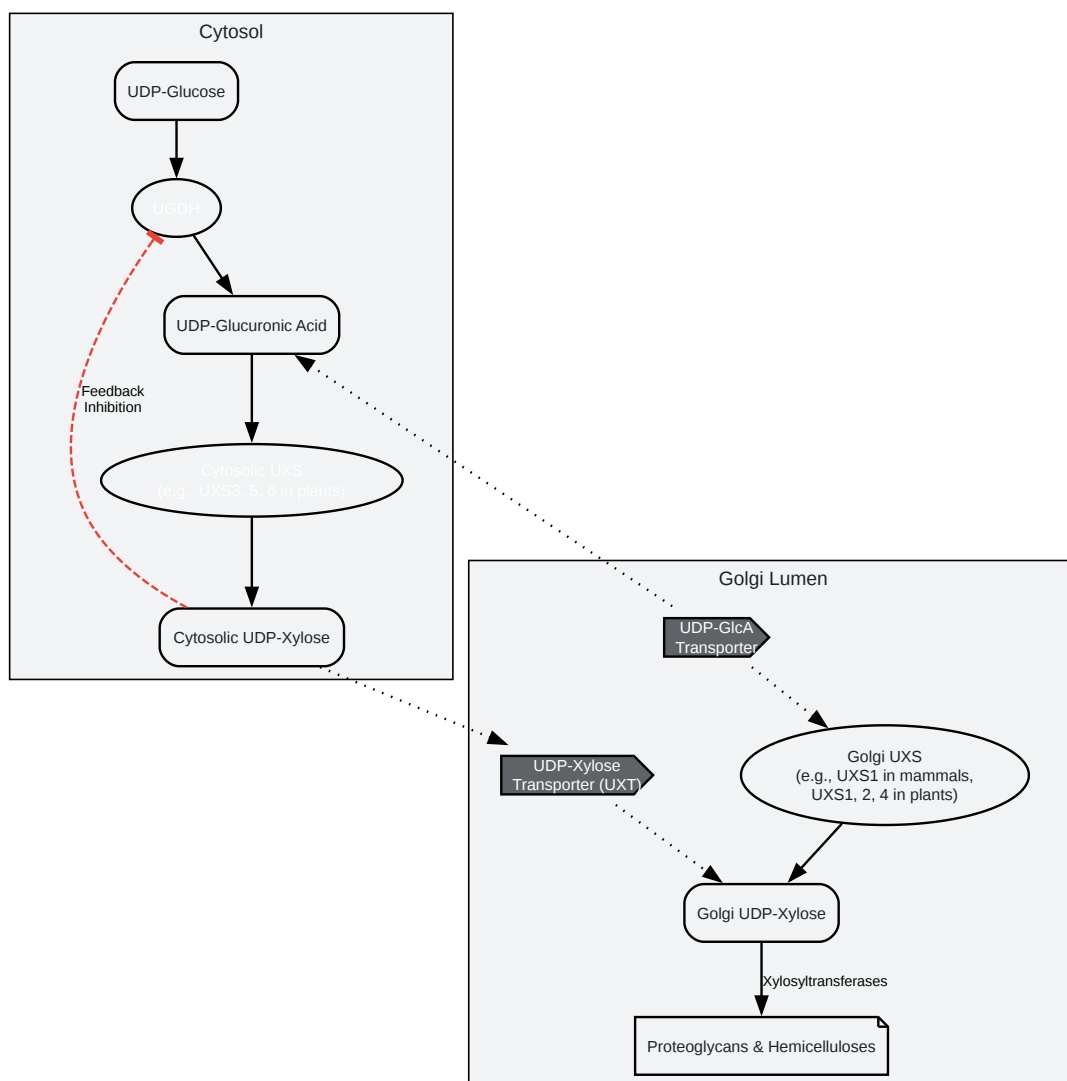 Cytosol
UDP-Glucose
UGDH
UDP-Glucuronic Acid
Feedback
Inhibition
Cytosolic UXS
(e.g., UXS3, 5, 6 in plants)
Cytosolic UDP-Xylose
Golgi Lumen
UDP-GlcA
Transporter
UDP-Xylose
Transporter (UXT)
Golgi UXS
(e.g., UXS1 in mammals,
UXS1, 2, 4 in plants)
Golgi UDP-Xylose
Xylosyltransferases
Proteoglycans & Hemicelluloses